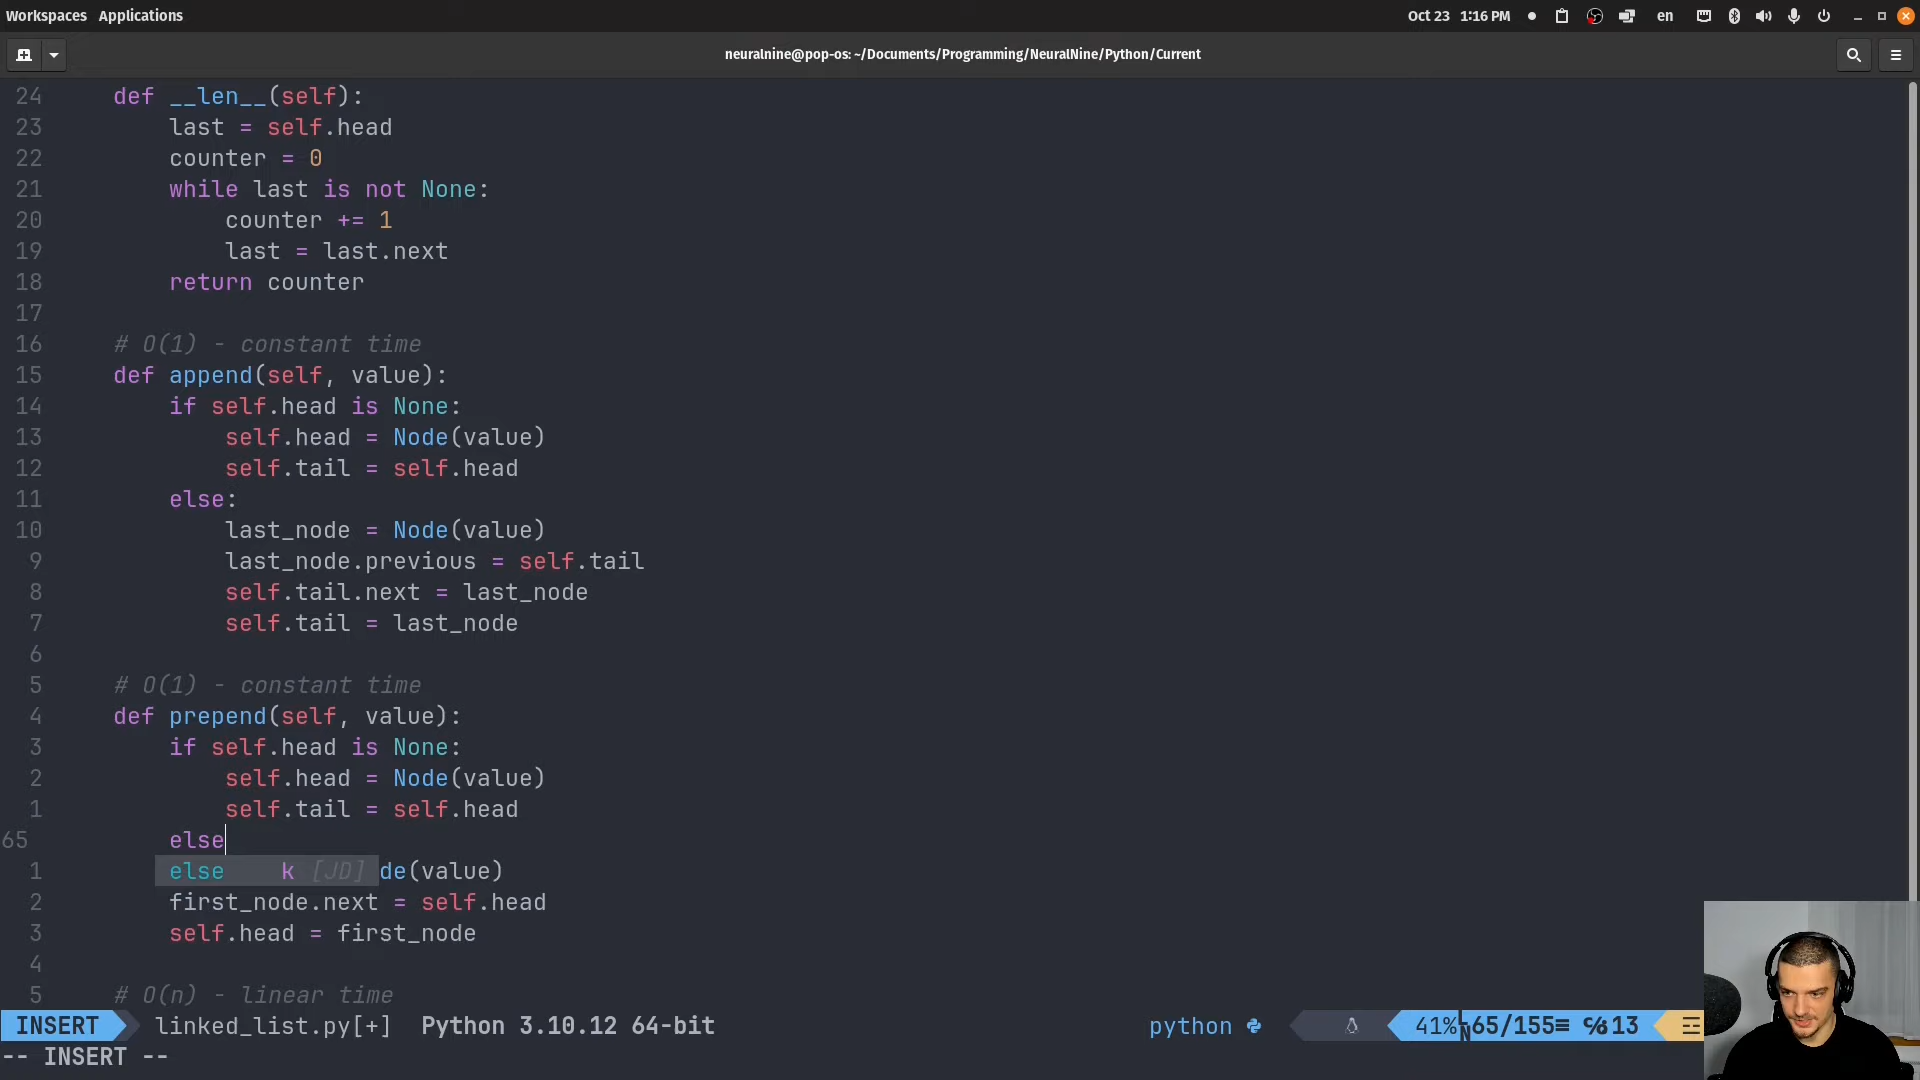 Workspaces Applications Oct 23 1:16 PM en
neuralnine@pop-os: ~/Documents/Programming/NeuralNine/Python/Current
24 def __len__(self):
23 last = self.head
22 counter = 0
21 while last is not None:
20 counter += 1
19 last = last.next
18 return counter
17
16 # O(1) - constant time
15 def append(self, value):
14 if self.head is None:
13 self.head = Node(value)
12 self.tail = self.head
11 else:
10 last_node = Node(value)
9 last_node.previous = self.tail
8 self.tail.next = last_node
7 self.tail = last_node
6
5 # O(1) - constant time
4 def prepend(self, value):
3 if self.head is None:
2 self.head = Node(value)
1 self.tail = self.head
65 else
1 else k [JD] de(value)
2 first_node.next = self.head
3 self.head = first_node
4
5 # O(n) - linear time
INSERT linked_list.py[+] Python 3.10.12 64-bit python 41% LN 65/155≡ ℅13
-- INSERT --